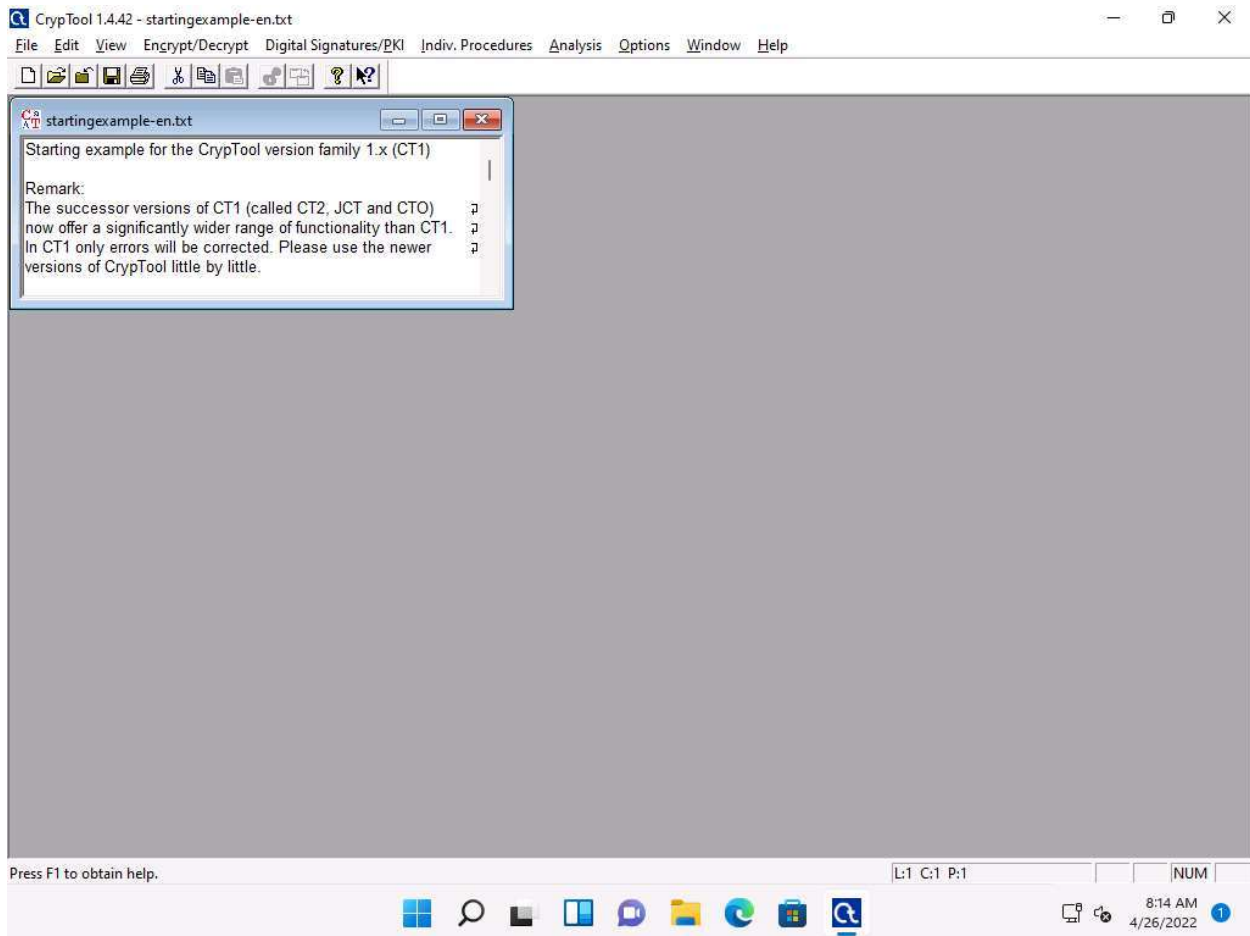 CrypTool 1.4.42 - startingexample-en.txt
File Edit View Encrypt/Decrypt Digital Signatures/PKI Indiv. Procedures Analysis Options Window Help
startingexample-en.txt
Starting example for the CrypTool version family 1.x (CT1)
Remark:
The successor versions of CT1 (called CT2, JCT and CTO)
now offer a significantly wider range of functionality than CT1.
In CT1 only errors will be corrected. Please use the newer
versions of CrypTool little by little.
Press F1 to obtain help.
L:1 C:1 P:1
NUM
8:14 AM
4/26/2022
1